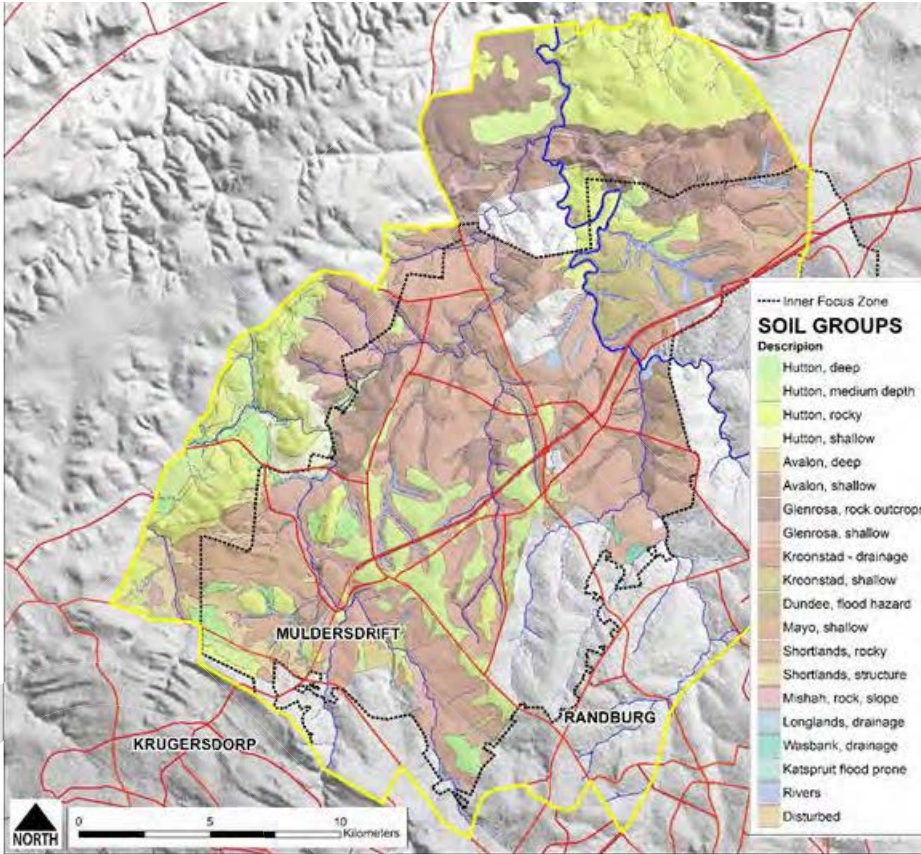 Inner Focus Zone
SOIL GROUPS
Descripion
Hutton, deep
Hutton, medium depth
Hutton, rocky
Hutton, shallow
Avalon, deep
Avalon, shallow
Glenrosa, rock outcrops
Glenrosa, shallow
Kroonstad - drainage
Kroonstad, shallow
Dundee, flood hazard
Mayo, shallow
Shortlands, rocky
Shortlands, structure
Mishah, rock, slope
Longlands, drainage
Wasbank, drainage
Katspruit flood prone
Rivers
Disturbed
MULDERSDRIFT
RANDBURG
KRUGERSDORP
NORTH
0 5 10
Kilometers